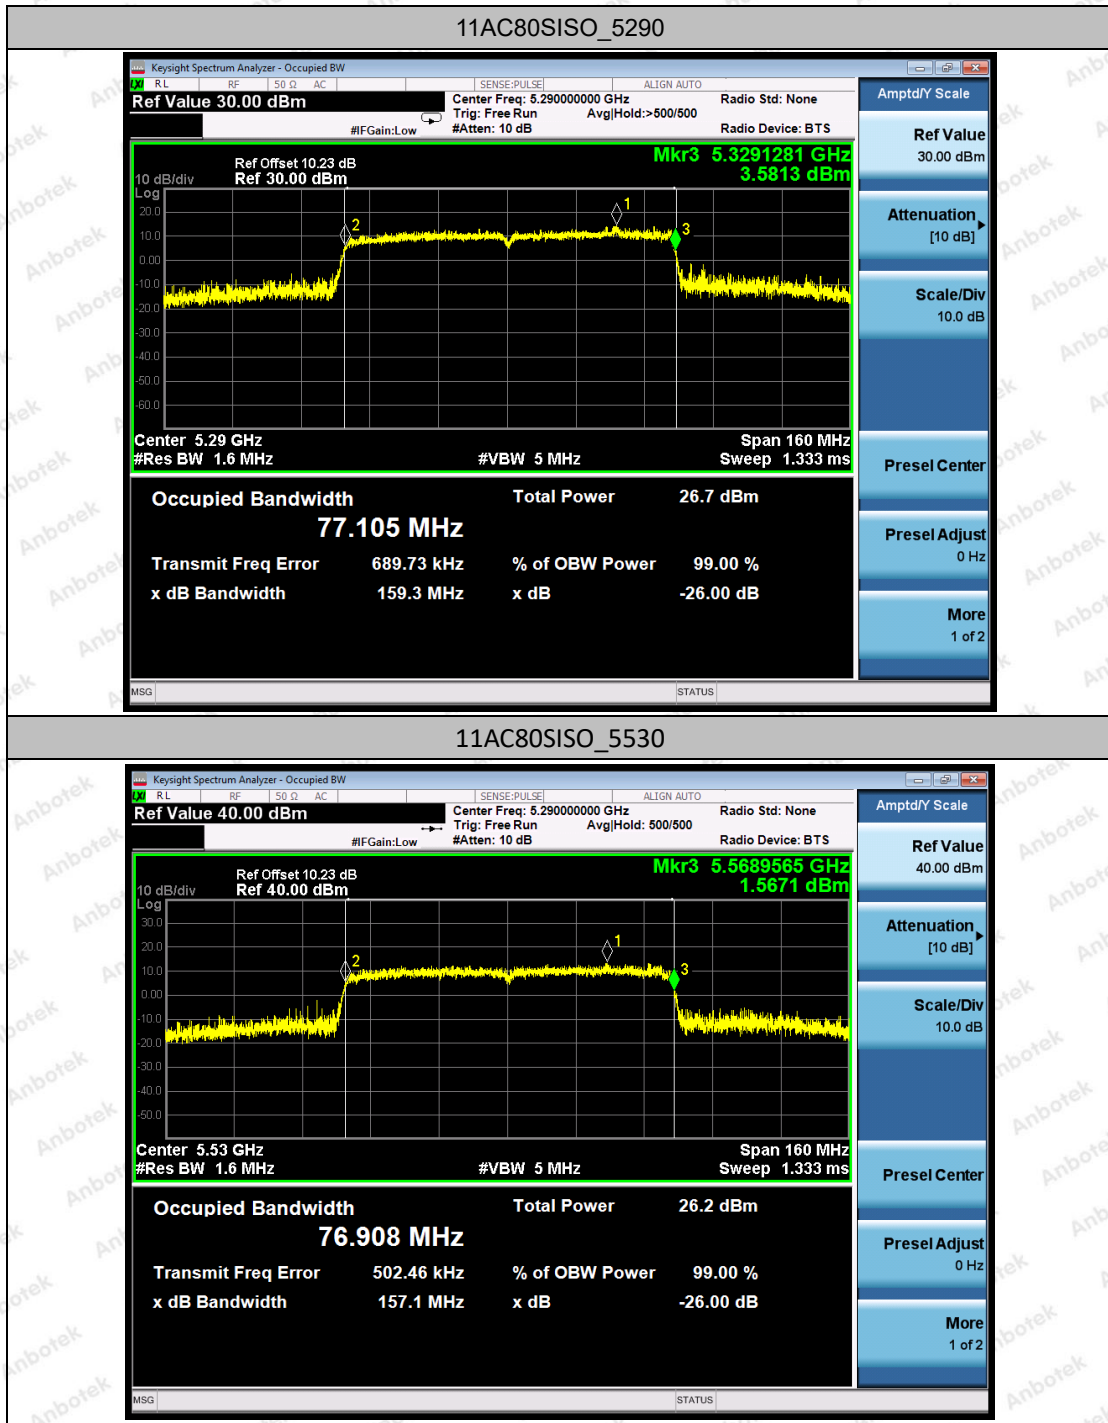 11AC80SISO_5290
Keysight Spectrum Analyzer - Occupied BW
LXI RL RF 50 Ω AC SENSE:PULSE ALIGN AUTO
Ref Value 30.00 dBm
Center Freq: 5.290000000 GHz
Radio Std: None
Trig: Free Run Avg|Hold:>500/500
#IFGain:Low
#Atten: 10 dB
Radio Device: BTS
Mkr3 5.3291281 GHz
3.5813 dBm
Ref Offset 10.23 dB
10 dB/div Ref 30.00 dBm
Log
20.0
10.0
0.00
-10.0
-20.0
-30.0
-40.0
-50.0
-60.0
1
2
3
Center 5.29 GHz
Span 160 MHz
#Res BW 1.6 MHz
#VBW 5 MHz
Sweep 1.333 ms
Occupied Bandwidth
Total Power 26.7 dBm
77.105 MHz
Transmit Freq Error 689.73 kHz % of OBW Power 99.00 %
x dB Bandwidth 159.3 MHz x dB -26.00 dB
MSG
STATUS
Amptd/Y Scale
Ref Value
30.00 dBm
Attenuation
[10 dB]
Scale/Div
10.0 dB
Presel Center
Presel Adjust
0 Hz
More
1 of 2
11AC80SISO_5530
Keysight Spectrum Analyzer - Occupied BW
LXI RL RF 50 Ω AC SENSE:PULSE ALIGN AUTO
Ref Value 40.00 dBm
Center Freq: 5.290000000 GHz
Radio Std: None
Trig: Free Run Avg|Hold: 500/500
#IFGain:Low
#Atten: 10 dB
Radio Device: BTS
Mkr3 5.5689565 GHz
1.5671 dBm
Ref Offset 10.23 dB
10 dB/div Ref 40.00 dBm
Log
30.0
20.0
10.0
0.00
-10.0
-20.0
-30.0
-40.0
-50.0
1
2
3
Center 5.53 GHz
Span 160 MHz
#Res BW 1.6 MHz
#VBW 5 MHz
Sweep 1.333 ms
Occupied Bandwidth
Total Power 26.2 dBm
76.908 MHz
Transmit Freq Error 502.46 kHz % of OBW Power 99.00 %
x dB Bandwidth 157.1 MHz x dB -26.00 dB
MSG
STATUS
Amptd/Y Scale
Ref Value
40.00 dBm
Attenuation
[10 dB]
Scale/Div
10.0 dB
Presel Center
Presel Adjust
0 Hz
More
1 of 2
Anbotek